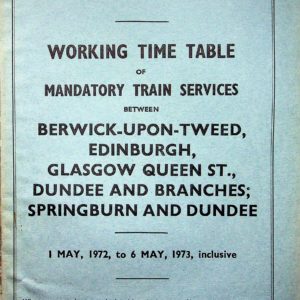 WORKING TIME TABLE
OF
MANDATORY TRAIN SERVICES
BETWEEN
BERWICK-UPON-TWEED,
EDINBURGH,
GLASGOW QUEEN ST.,
DUNDEE AND BRANCHES;
SPRINGBURN AND DUNDEE
1 MAY, 1972, to 6 MAY, 1973, inclusive